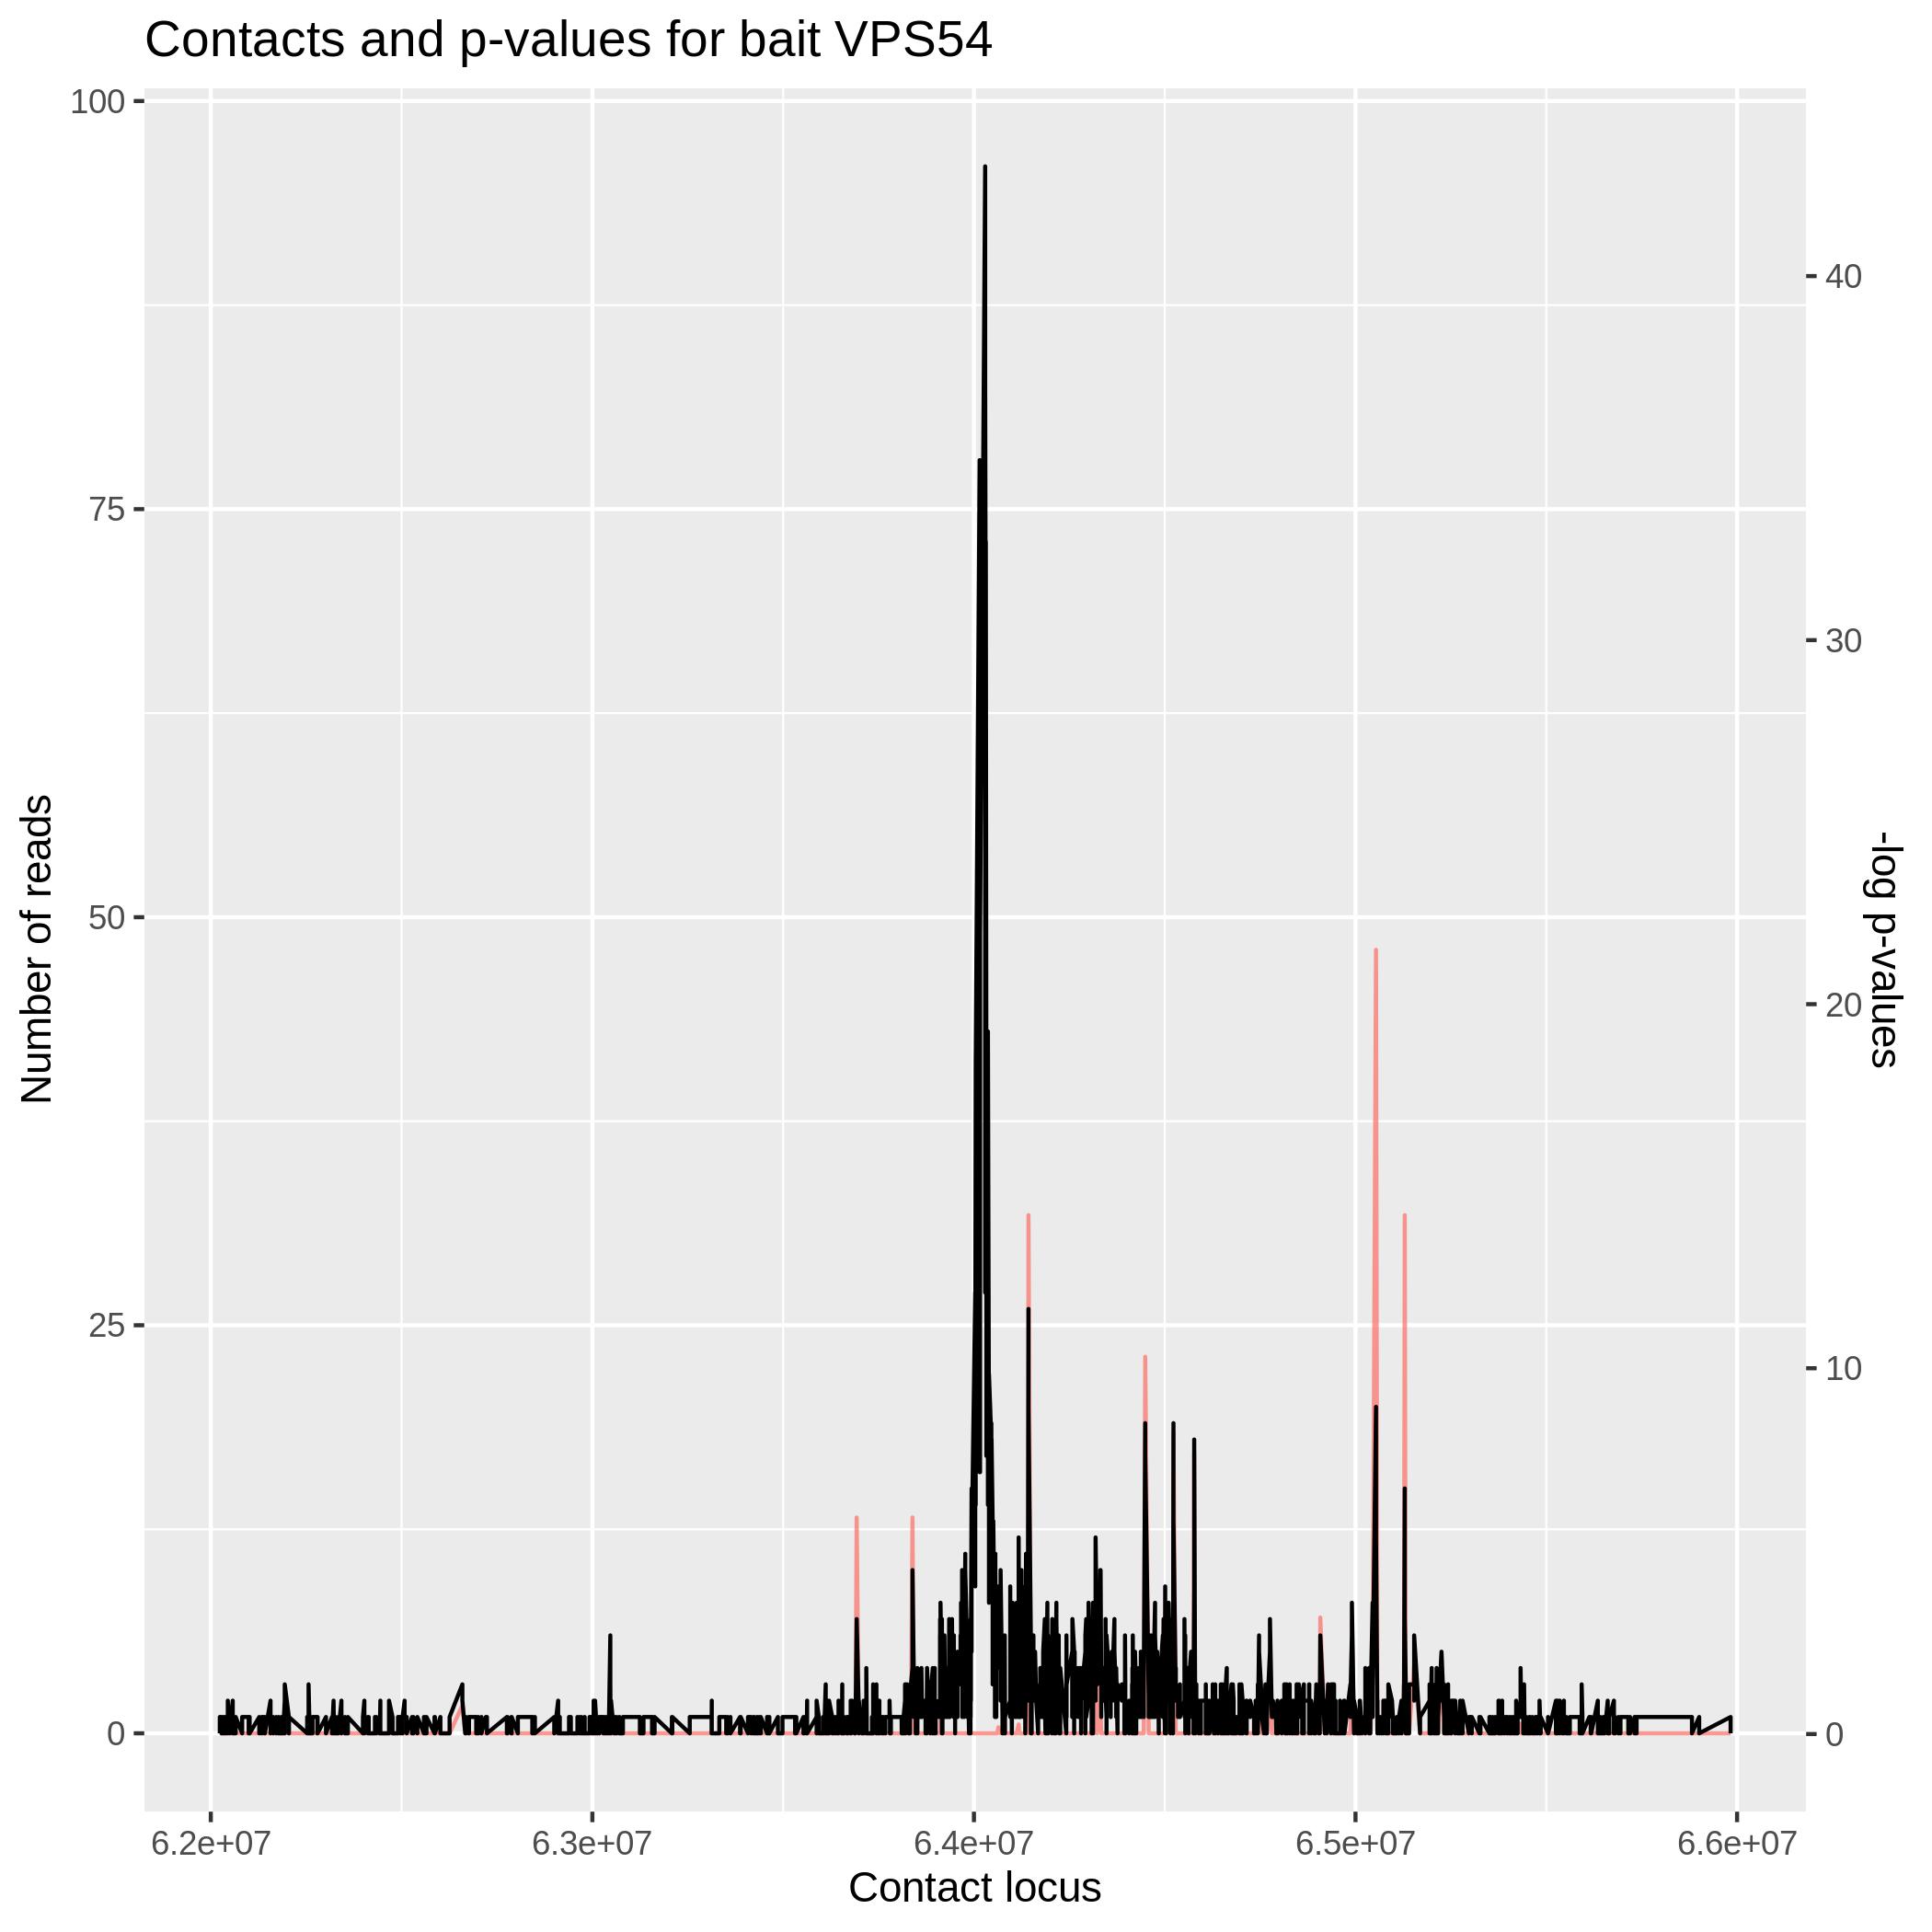 Contacts and p-values for bait VPS54
100
75
50
25
0
Number of reads
40
30
20
10
0
-log p-values
6.2e+07
6.3e+07
6.4e+07
6.5e+07
6.6e+07
Contact locus